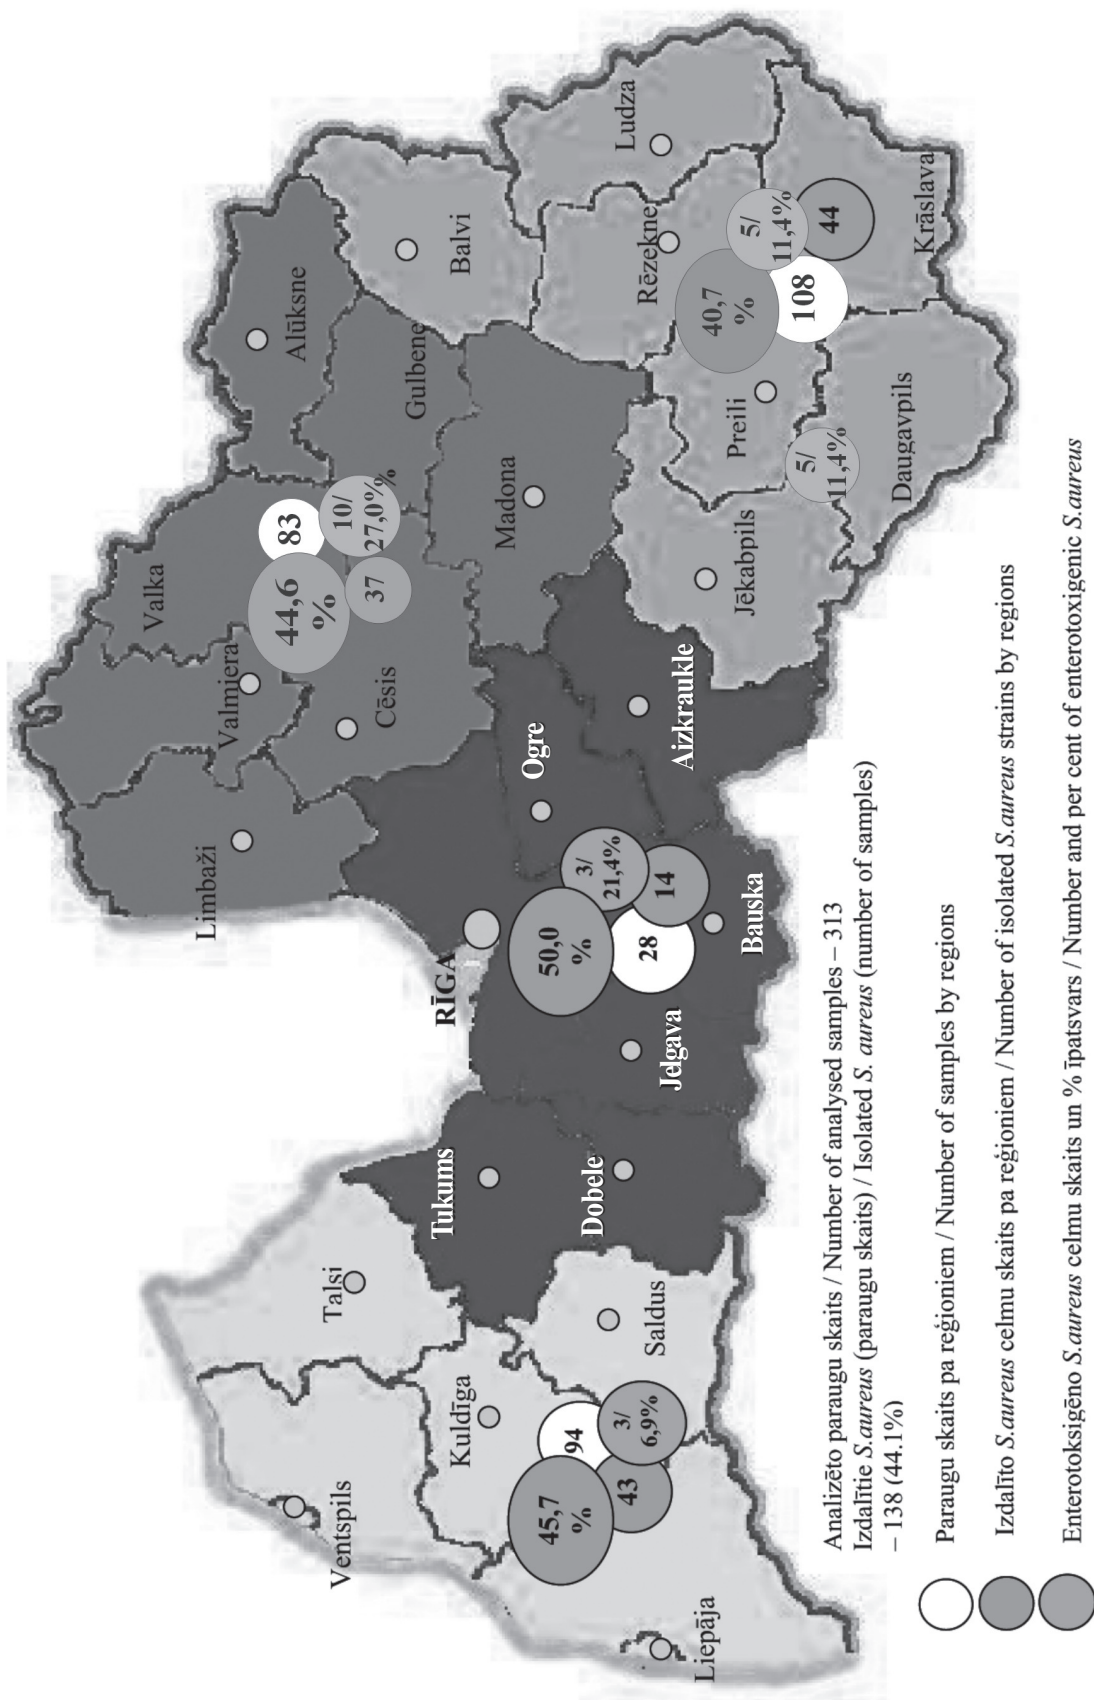 Ventspils
Talsi
Kuldīga
Liepāja
Saldus
45,7
%
94
43
3/
6,9%
Tukums
Dobele
RĪGA
Jelgava
Bauska
Ogre
Aizkraukle
50,0
%
28
3/
21,4%
14
Limbaži
Valmiera
Valka
Cēsis
Alūksne
Gulbene
Madona
44,6
%
83
37
10/
27,0%%
Balvi
Ludza
Rēzekne
Preiļi
Jēkabpils
Daugavpils
Krāslava
40,7
%
108
5/
11,4%
44
5/
11,4%
Analizēto paraugu skaits / Number of analysed samples – 313
Izdalītie S.aureus (paraugu skaits) / Isolated S. aureus (number of samples)
– 138 (44.1%)
Paraugu skaits pa reģioniem / Number of samples by regions
Izdalīto S.aureus celmu skaits pa reģioniem / Number of isolated S.aureus strains by regions
Enterotoksigēno S.aureus celmu skaits un % īpatsvars / Number and per cent of enterotoxigenic S.aureus